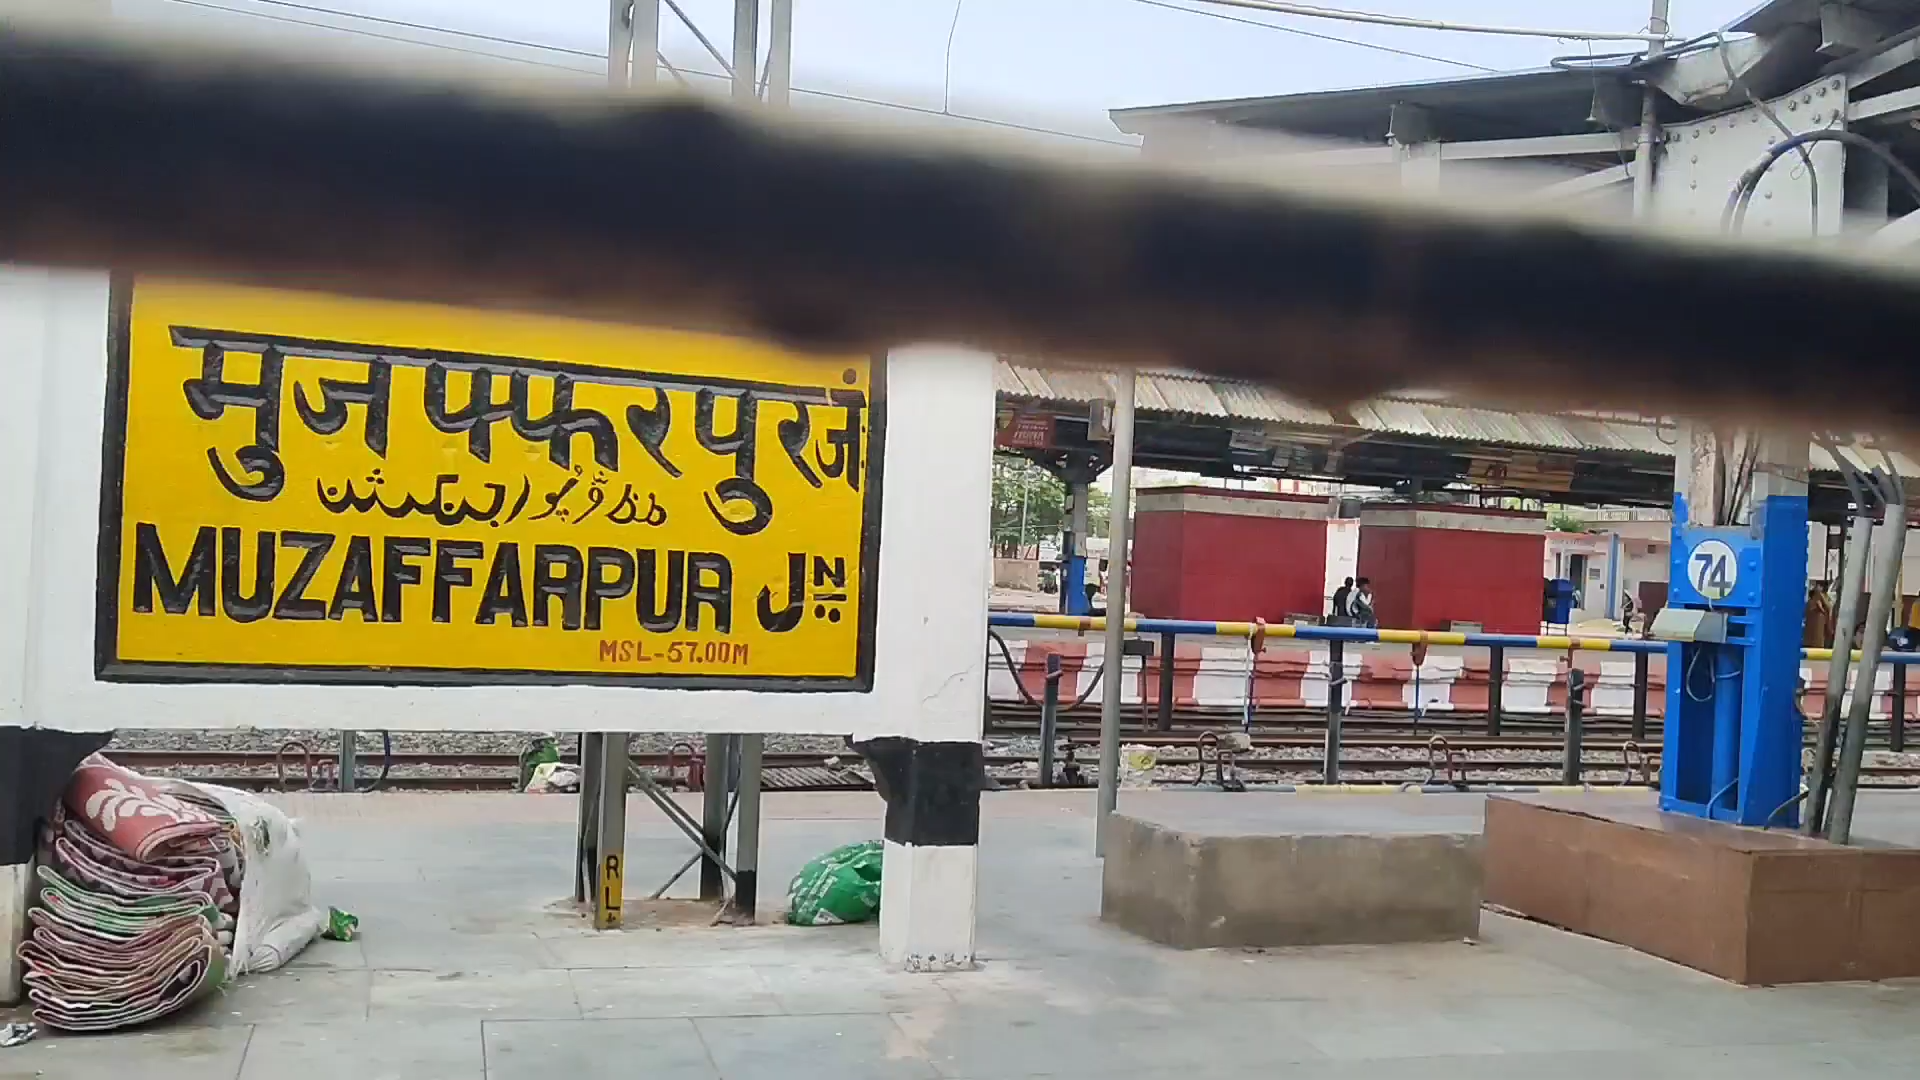 मुजफ्फरपुर जं.
مظفرپور جنکشن
MUZAFFARPUR JN
MSL-57.00M
74
RL